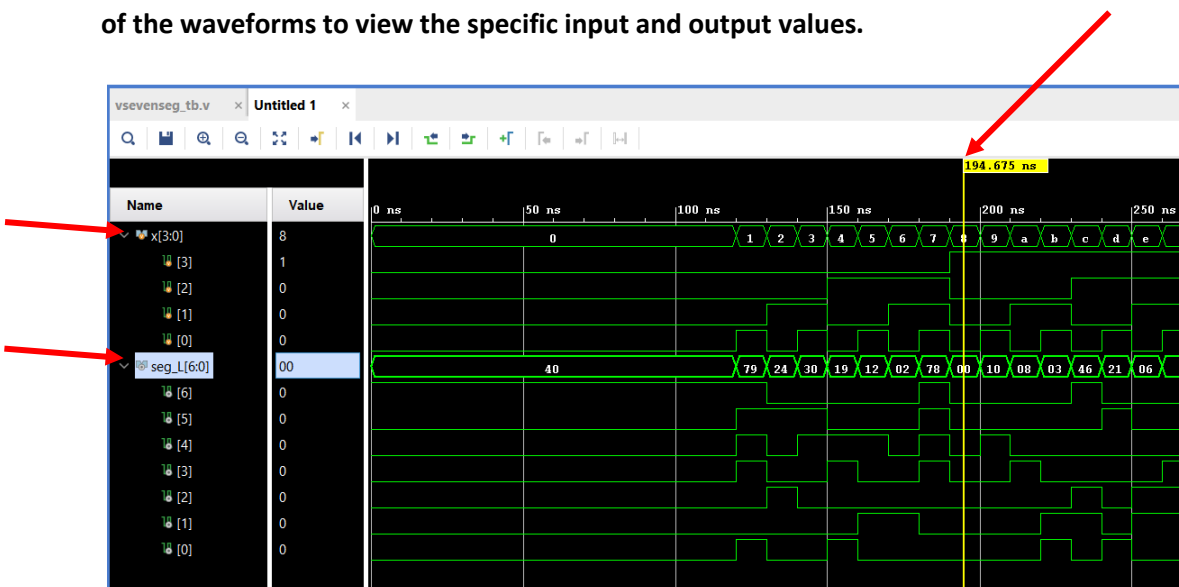 of the waveforms to view the specific input and output values.
vsevenseg_tb.v × Untitled 1 ×
194.675 ns
Name Value
0 ns 50 ns 100 ns 150 ns 200 ns 250 ns
x[3:0] 8 0 1 2 3 4 5 6 7 8 9 a b c d e
[3] 1
[2] 0
[1] 0
[0] 0
seg_L[6:0] 00 40 79 24 30 19 12 02 78 00 10 08 03 46 21 06
[6] 0
[5] 0
[4] 0
[3] 0
[2] 0
[1] 0
[0] 0